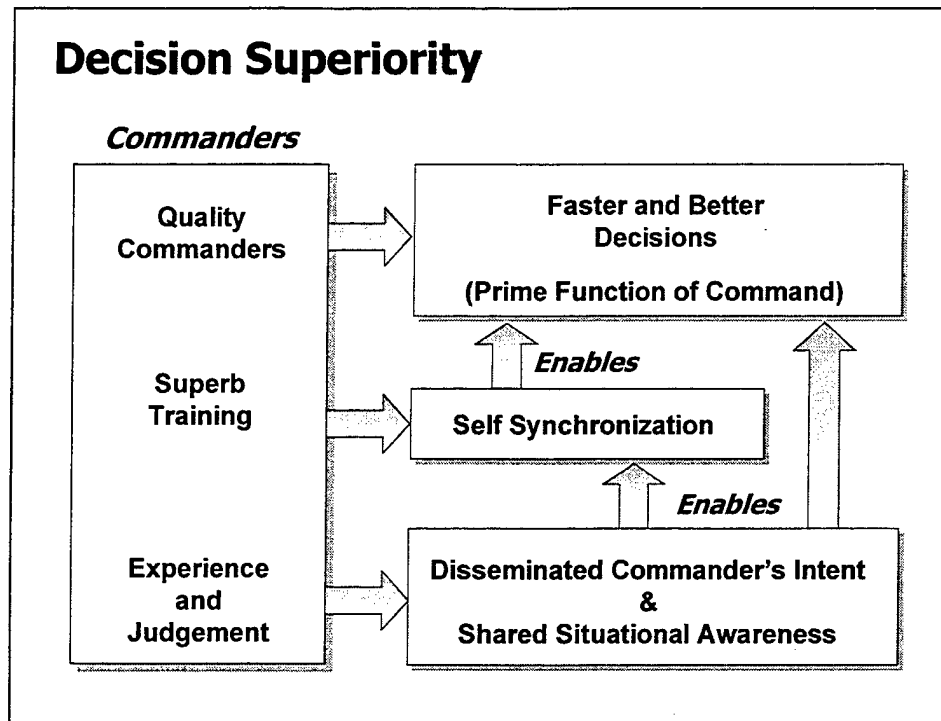 Decision Superiority
Commanders
Quality
Commanders
Superb
Training
Experience
and
Judgement
Faster and Better
Decisions
(Prime Function of Command)
Enables
Self Synchronization
Enables
Disseminated Commander's Intent
&
Shared Situational Awareness